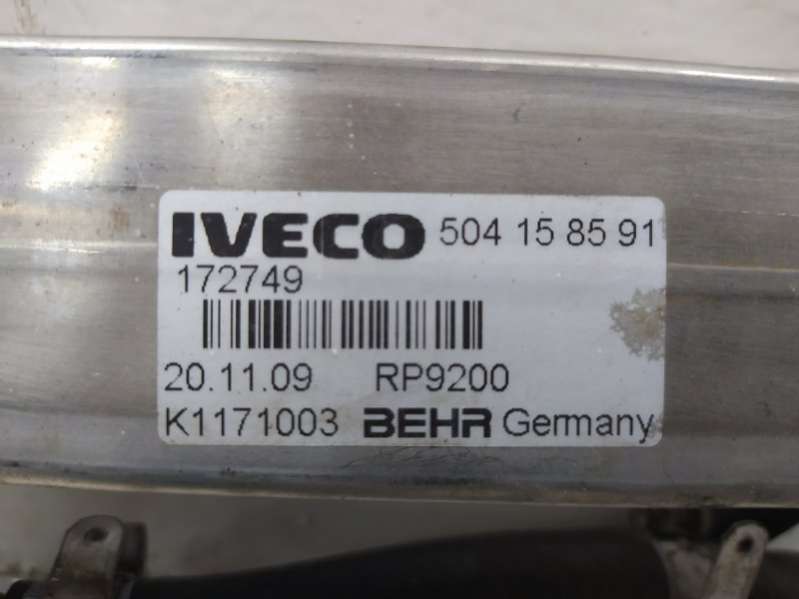 IVECO 504 15 85 91
172749
20.11.09 RP9200
K1171003 BEHR Germany